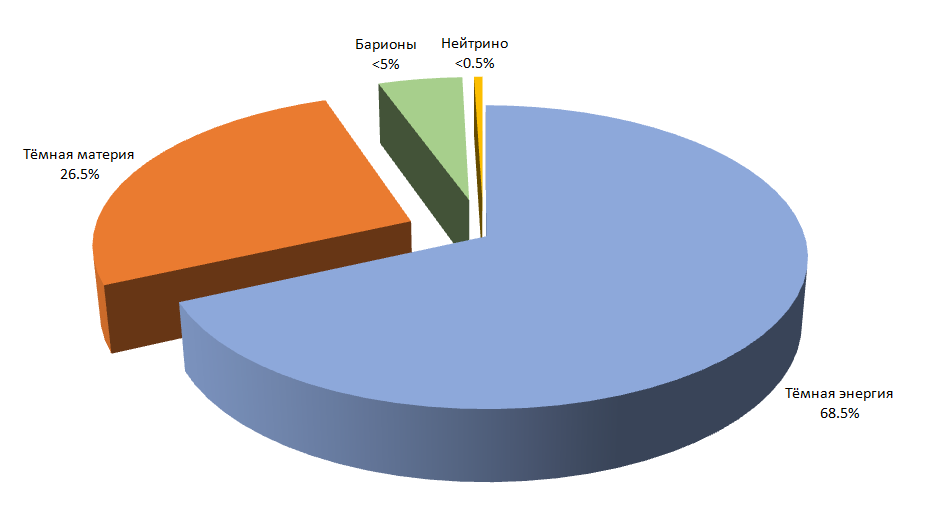 Барионы
<5%
Нейтрино
<0.5%
Тёмная материя
26.5%
Тёмная энергия
68.5%